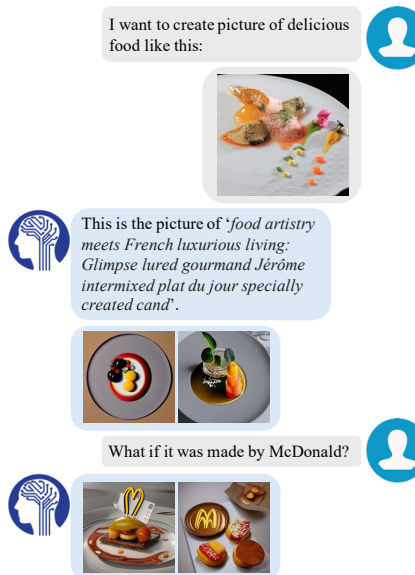 I want to create picture of delicious
food like this:
This is the picture of ‘food artistry
meets French luxurious living:
Glimpse lured gourmand Jérôme
intermixed plat du jour specially
created cand’.
What if it was made by McDonald?